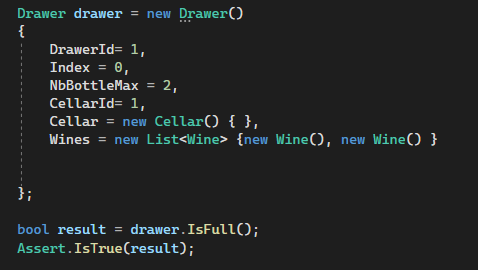 Drawer drawer = new Drawer()
{
    DrawerId= 1,
    Index = 0,
    NbBottleMax = 2,
    CellarId= 1,
    Cellar = new Cellar() { },
    Wines = new List<Wine> {new Wine(), new Wine() }
};
bool result = drawer.IsFull();
Assert.IsTrue(result);